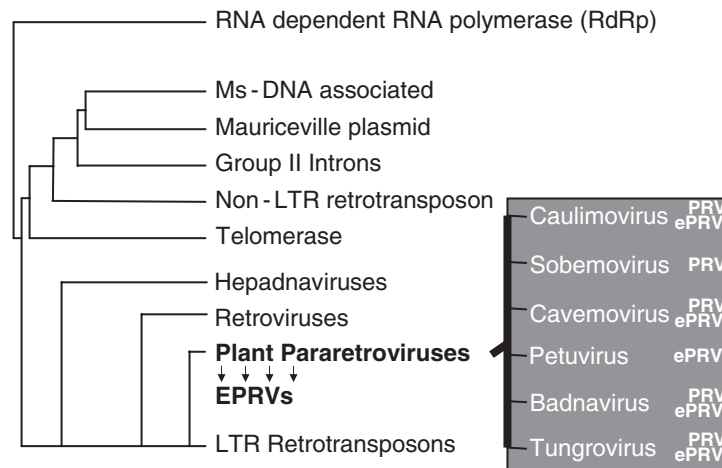 RNA dependent RNA polymerase (RdRp)
Ms-DNA associated
Mauriceville plasmid
Group II Introns
Non-LTR retrotransposon
Telomerase
Hepadnaviruses
Retroviruses
Plant Pararetroviruses
EPRVs
LTR Retrotransposons
Caulimovirus PRV
ePRV
Sobemovirus PRV
Cavemovirus PRV
ePRV
Petuvirus ePRV
Badnavirus PRV
ePRV
Tungrovirus PRV
ePRV